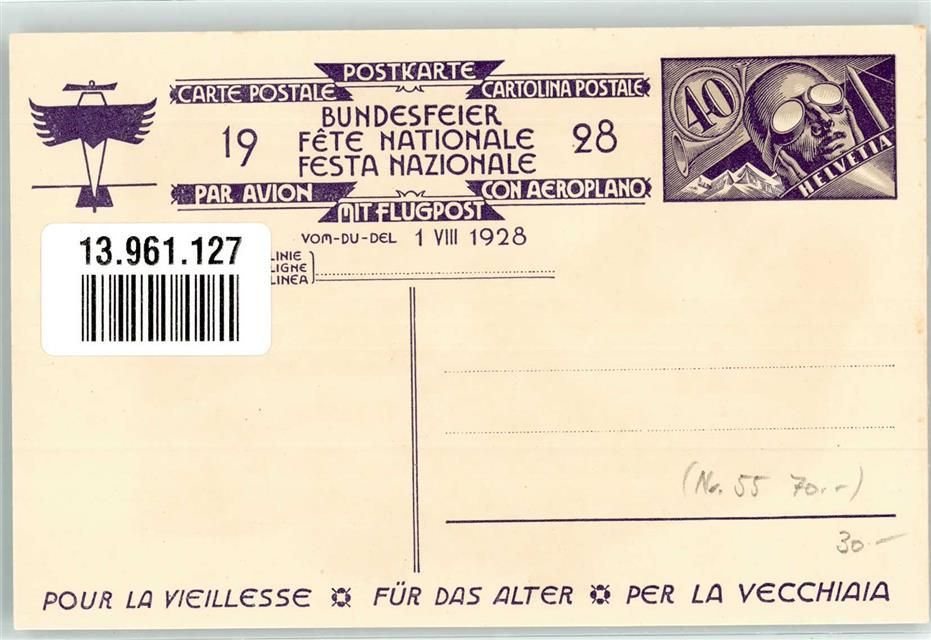 POSTKARTE
CARTE POSTALE CARTOLINA POSTALE
BUNDESFEIER
19 FÊTE NATIONALE 28
FESTA NAZIONALE
PAR AVION CON AEROPLANO
MIT FLUGPOST
VOM-DU-DEL 1 VIII 1928
40
HELVETIA
13.961.127
LINIE
LIGNE
LINEA
(No. 55 70.-)
30.-
POUR LA VIEILLESSE FÜR DAS ALTER PER LA VECCHIAIA